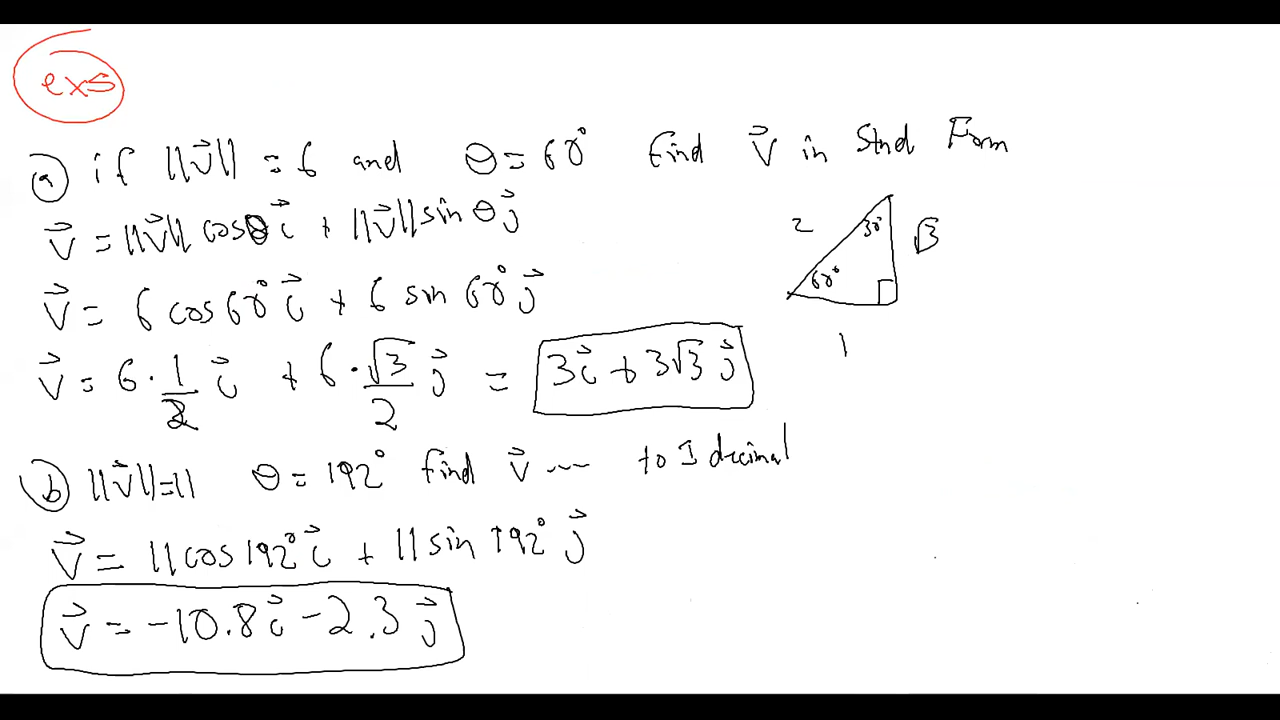 exs
(a) if ||v⃗|| = 6 and θ = 60° find v⃗ in Stnd Form
v⃗ = ||v⃗|| cosθ i⃗ + ||v⃗|| sin θ j⃗
v⃗ = 6 cos 60° i⃗ + 6 sin 60° j⃗
v⃗ = 6 · 1/2 i⃗ + 6 · √3/2 j⃗ = 3i⃗ + 3√3 j⃗
2
30°
√3
60°
1
(b) ||v⃗|| = 11 θ = 192° find v⃗ --- to 1 decimal
v⃗ = 11 cos 192° i⃗ + 11 sin 192° j⃗
v⃗ = -10.8 i⃗ - 2.3 j⃗